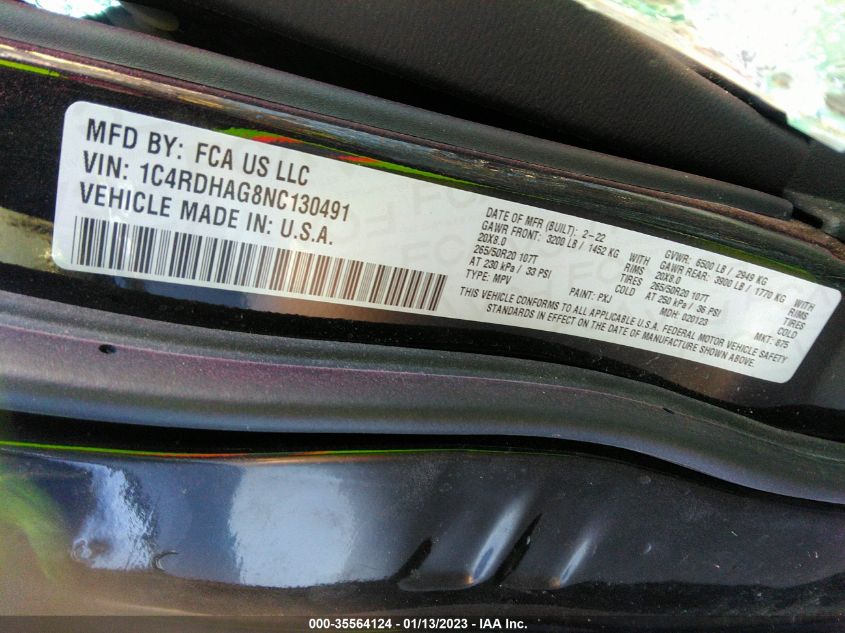 MFD BY: FCA US LLC
VIN: 1C4RDHAG8NC130491
VEHICLE MADE IN: U.S.A.
DATE OF MFR (BUILT): 2-22 GVWR: 6500 LB / 2949 KG
GAWR FRONT: 3200 LB / 1452 KG WITH GAWR REAR: 3900 LB / 1770 KG WITH
20X8.0 RIMS 20X8.0 RIMS
265/50R20 107T TIRES 265/50R20 107T TIRES
AT 230 kPa / 33 PSI COLD AT 250 kPa / 36 PSI COLD
TYPE: MPV PAINT: PXJ MDH: 020123 MKT: 875
THIS VEHICLE CONFORMS TO ALL APPLICABLE U.S.A. FEDERAL MOTOR VEHICLE SAFETY
STANDARDS IN EFFECT ON THE DATE OF MANUFACTURE SHOWN ABOVE.
000-35564124 — 01/13/2023 — © IAA Inc.